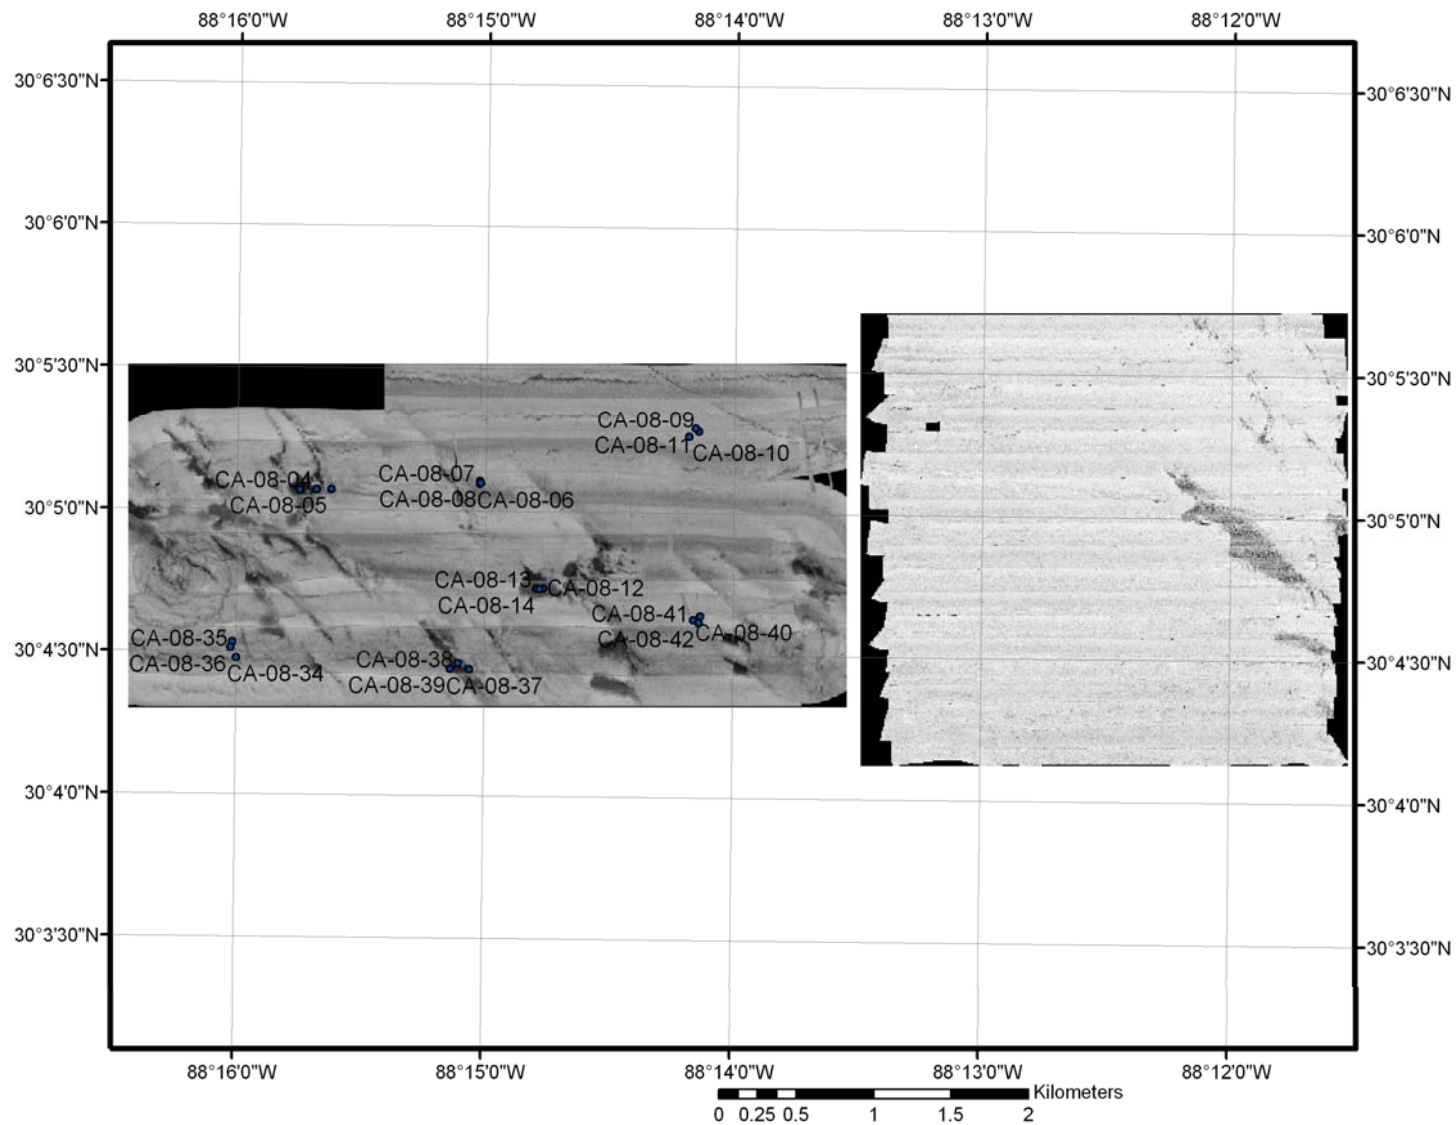 88°16'0"W 88°15'0"W 88°14'0"W 88°13'0"W 88°12'0"W
30°6'30"N 30°6'30"N
30°6'0"N 30°6'0"N
30°5'30"N 30°5'30"N
CA-08-09
CA-08-11 CA-08-10
CA-08-04 CA-08-07
CA-08-05 CA-08-08 CA-08-06
30°5'0"N 30°5'0"N
CA-08-13 CA-08-12
CA-08-14 CA-08-41
CA-08-42 CA-08-40
CA-08-35
30°4'30"N 30°4'30"N
CA-08-36 CA-08-34 CA-08-38
CA-08-39 CA-08-37
30°4'0"N 30°4'0"N
30°3'30"N 30°3'30"N
88°16'0"W 88°15'0"W 88°14'0"W 88°13'0"W 88°12'0"W
Kilometers
0 0.25 0.5 1 1.5 2